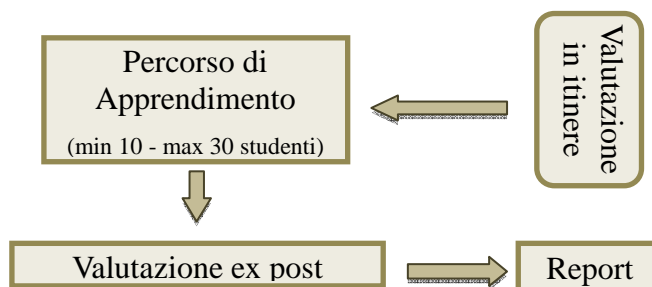 Percorso di
Apprendimento
(min 10 - max 30 studenti)
Valutazione
in itinere
Valutazione ex post
Report